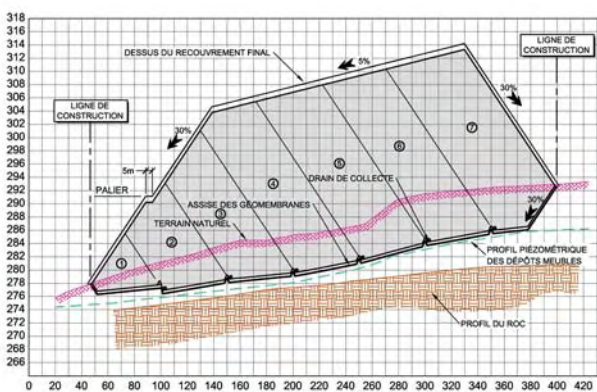 318
316
314
312
310
308
306
304
302
300
298
296
294
292
290
288
286
284
282
280
278
276
274
272
270
268
266
264
DESSUS DU RECOUVREMENT FINAL
5%
LIGNE DE
CONSTRUCTION
30%
LIGNE DE
CONSTRUCTION
30%
5m
PALIER
1
2
3
4
5
6
7
DRAIN DE COLLECTE
ASSISE DES GÉOMEMBRANES
TERRAIN NATUREL
30%
PROFIL PIÉZOMÉTRIQUE
DES DÉPÔTS MEUBLES
PROFIL DU ROC
0 20 40 60 80 100 120 140 160 180 200 220 240 260 280 300 320 340 360 380 400 420